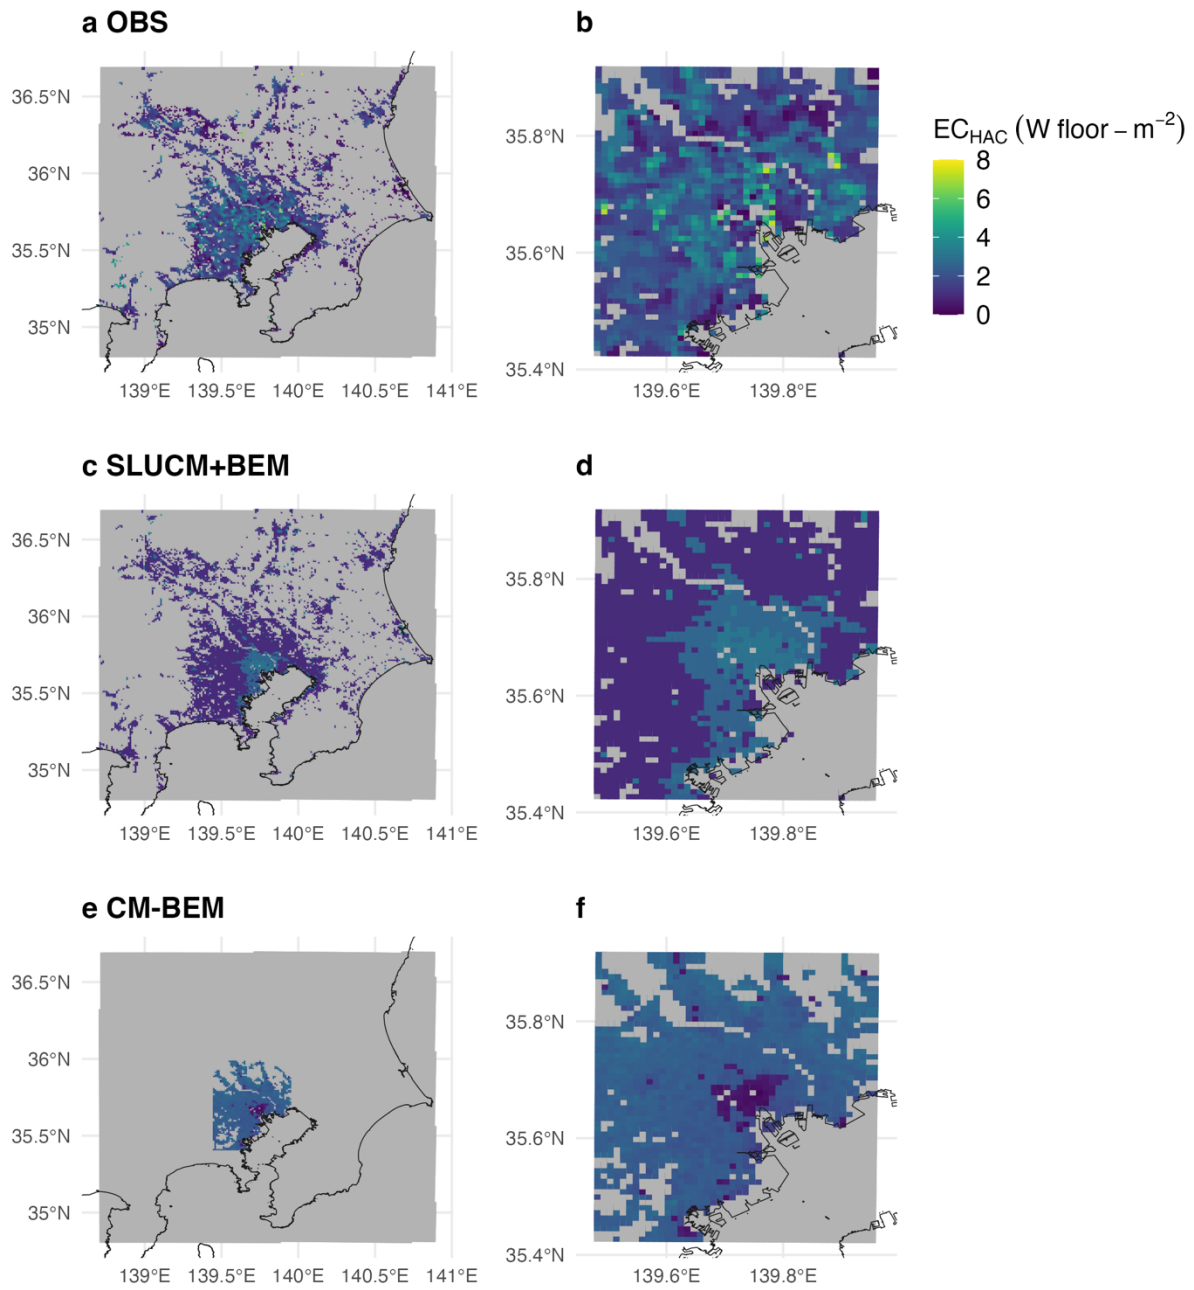 a OBS
b
36.5°N
36°N
35.5°N
35°N
139°E 139.5°E 140°E 140.5°E 141°E
35.8°N
35.6°N
35.4°N
139.6°E 139.8°E
EC_HAC (W floor – m⁻²)
8
6
4
2
0
c SLUCM+BEM
d
36.5°N
36°N
35.5°N
35°N
139°E 139.5°E 140°E 140.5°E 141°E
35.8°N
35.6°N
35.4°N
139.6°E 139.8°E
e CM-BEM
f
36.5°N
36°N
35.5°N
35°N
139°E 139.5°E 140°E 140.5°E 141°E
35.8°N
35.6°N
35.4°N
139.6°E 139.8°E